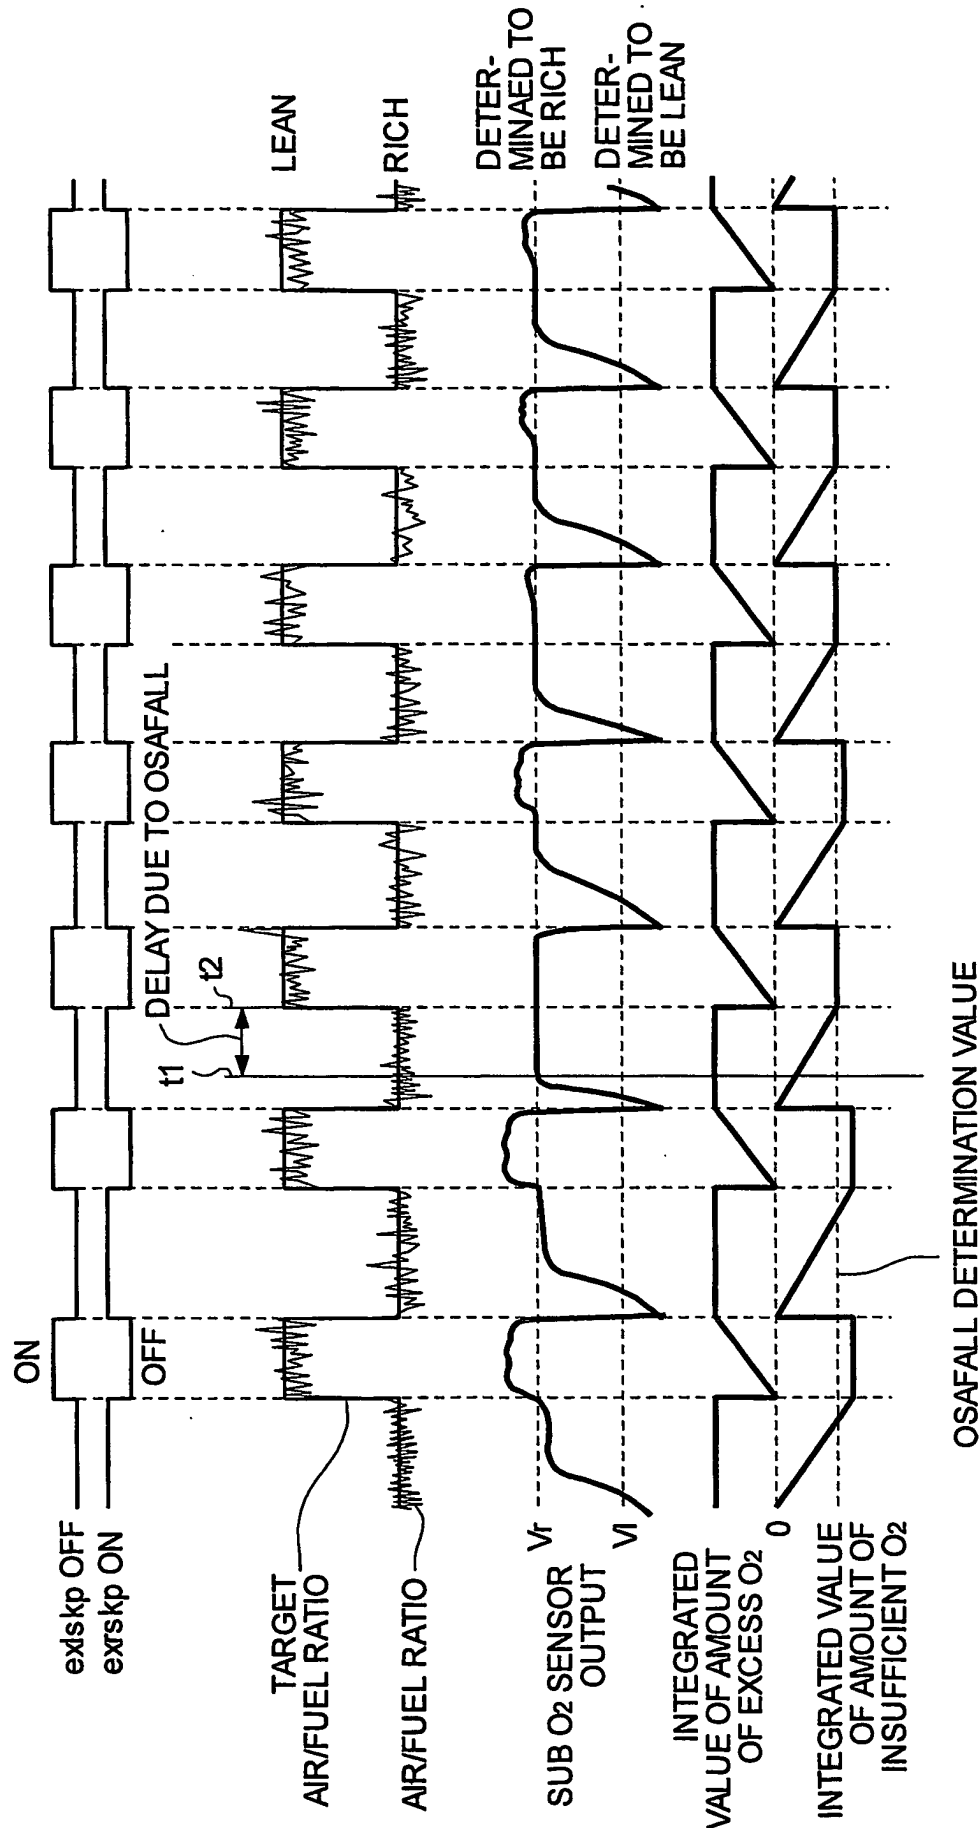 ON
exlskp OFF
exrskp ON
OFF
DELAY DUE TO OSAFALL
t1
t2
TARGET
AIR/FUEL RATIO
LEAN
AIR/FUEL RATIO
RICH
SUB O2 SENSOR
OUTPUT
Vr
Vl
DETER-
MINAED TO
BE RICH
DETER-
MINED TO
BE LEAN
INTEGRATED
VALUE OF AMOUNT
OF EXCESS O2
0
INTEGRATED VALUE
OF AMOUNT OF
INSUFFICIENT O2
OSAFALL DETERMINATION VALUE